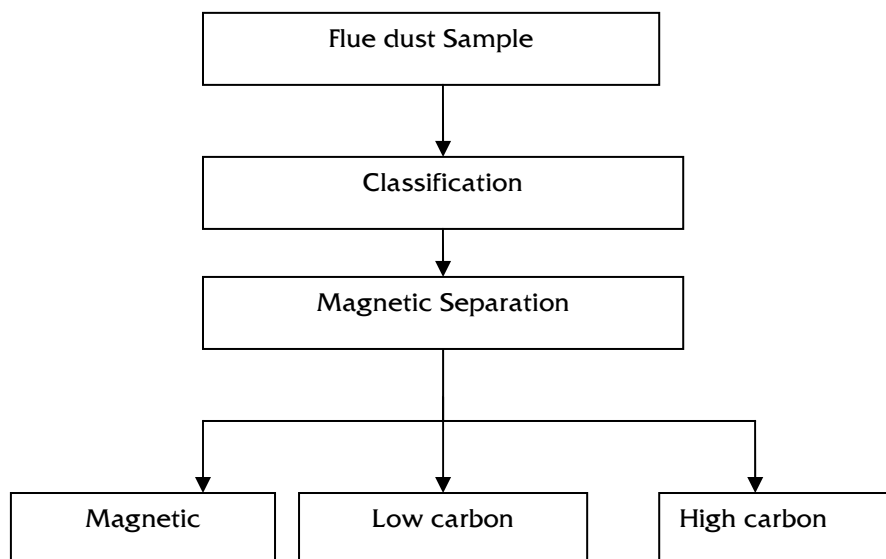 Flue dust Sample
Classification
Magnetic Separation
Magnetic
Low carbon
High carbon